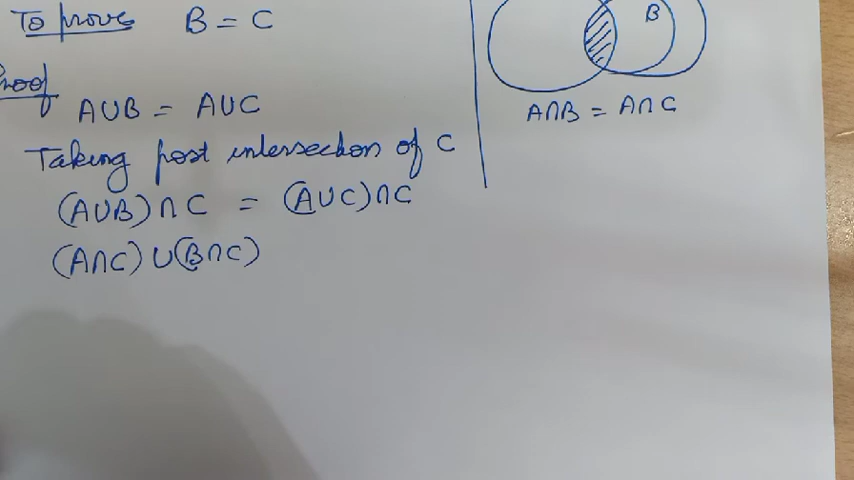 To prove B = C
Proof
A∪B = A∪C
Taking post intersection of C
(A∪B)∩C = (A∪C)∩C
(A∩C)∪(B∩C)
B
A∩B = A∩C